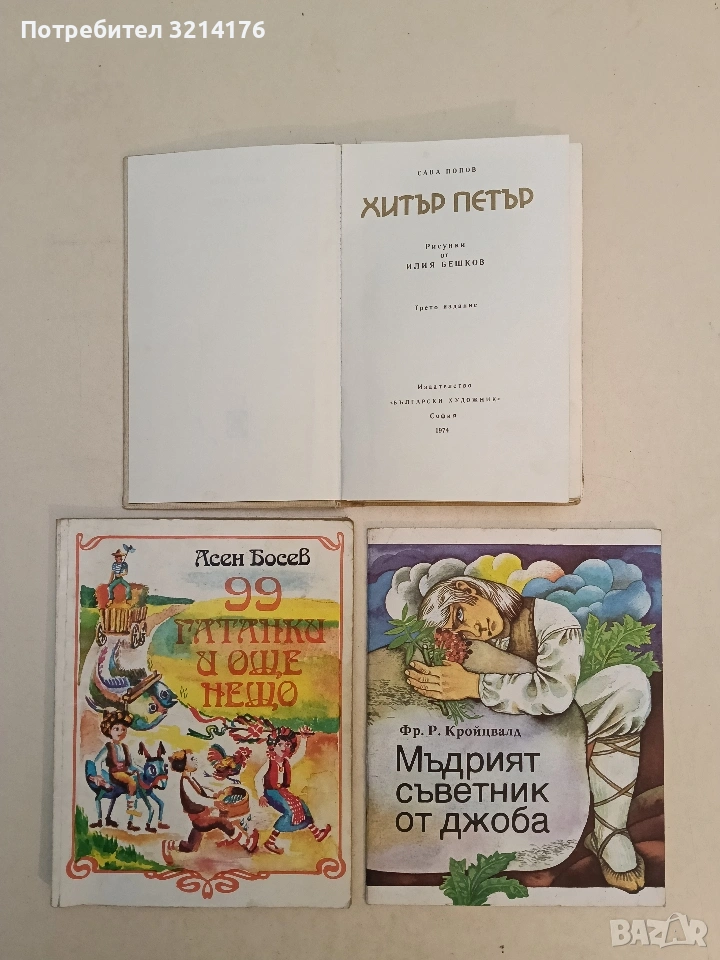 Потребител 3214176
САВА ПОПОВ
ХИТЪР ПЕТЪР
Рисунки
от
ИЛИЯ БЕШКОВ
Трето издание
Издателство
«БЪЛГАРСКИ ХУДОЖНИК»
София
1974
Асен Босев
99
ГАТАНКИ
И ОЩЕ
НЕЩО
Фр. Р. Кройцвалд
Мъдрият
съветник
от джоба
BAZAR